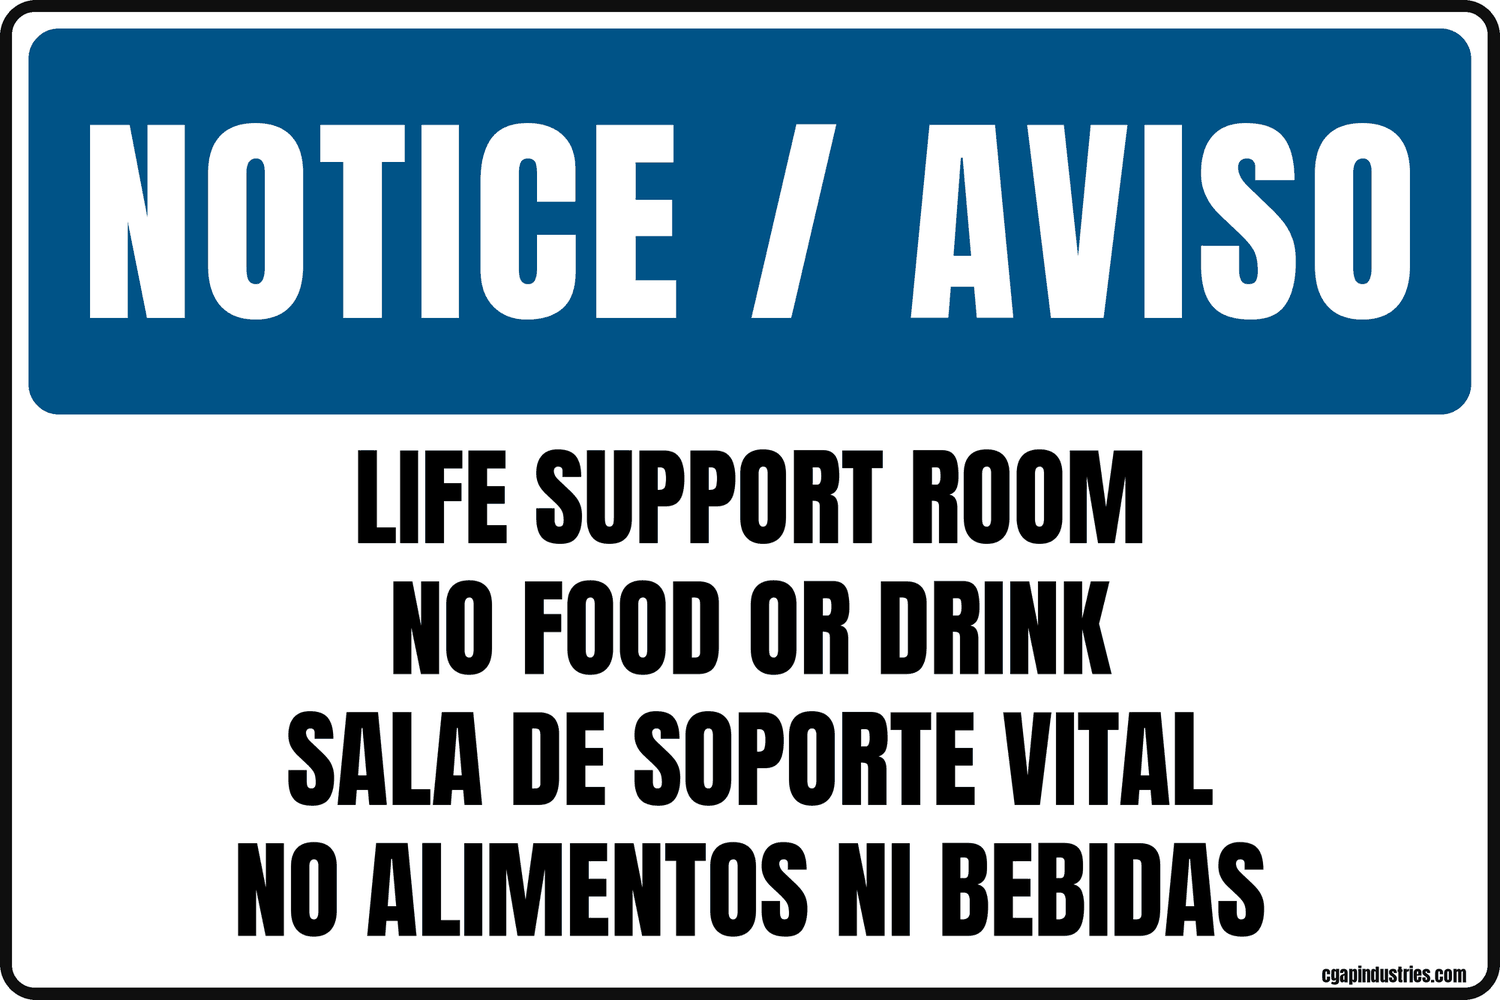 NOTICE / AVISO
LIFE SUPPORT ROOM
NO FOOD OR DRINK
SALA DE SOPORTE VITAL
NO ALIMENTOS NI BEBIDAS
cgapindustries.com